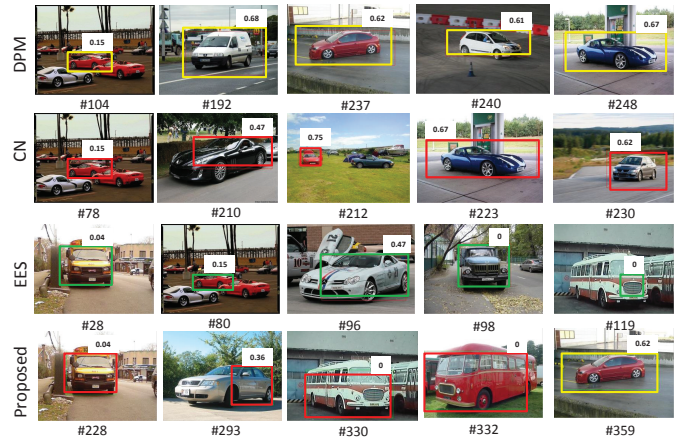 DPM
0.15 0.68 0.62 0.61 0.67
#104 #192 #237 #240 #248
CN
0.15 0.47 0.75 0.67 0.62
#78 #210 #212 #223 #230
EES
0.04 0.15 0.47 0 0
#28 #80 #96 #98 #119
Proposed
0.04 0.36 0 0 0.62
#228 #293 #330 #332 #359